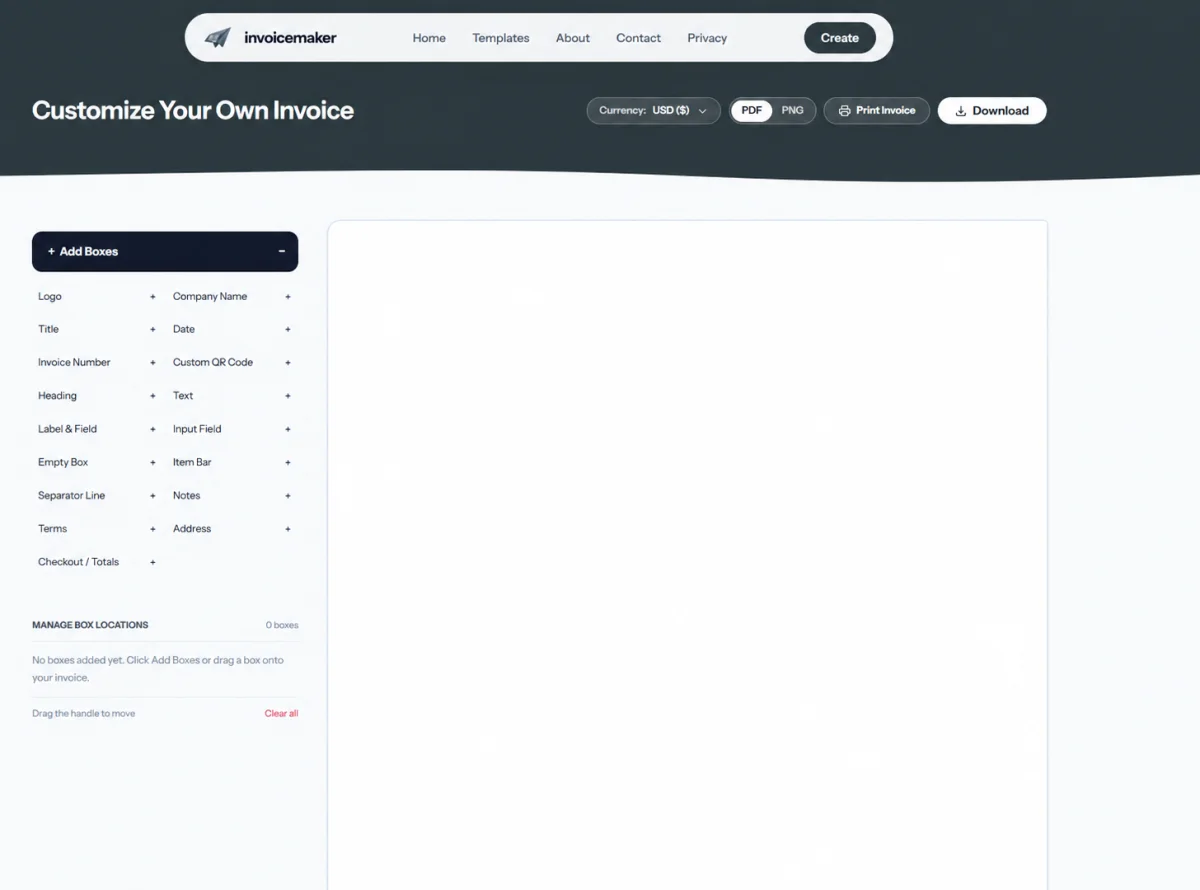 invoicemaker Home Templates About Contact Privacy Create
Customize Your Own Invoice Currency: USD ($) PDF PNG Print Invoice Download
+ Add Boxes −
Logo + Company Name +
Title + Date +
Invoice Number + Custom QR Code +
Heading + Text +
Label & Field + Input Field +
Empty Box + Item Bar +
Separator Line + Notes +
Terms + Address +
Checkout / Totals +
MANAGE BOX LOCATIONS 0 boxes
No boxes added yet. Click Add Boxes or drag a box onto
your invoice.
Drag the handle to move Clear all